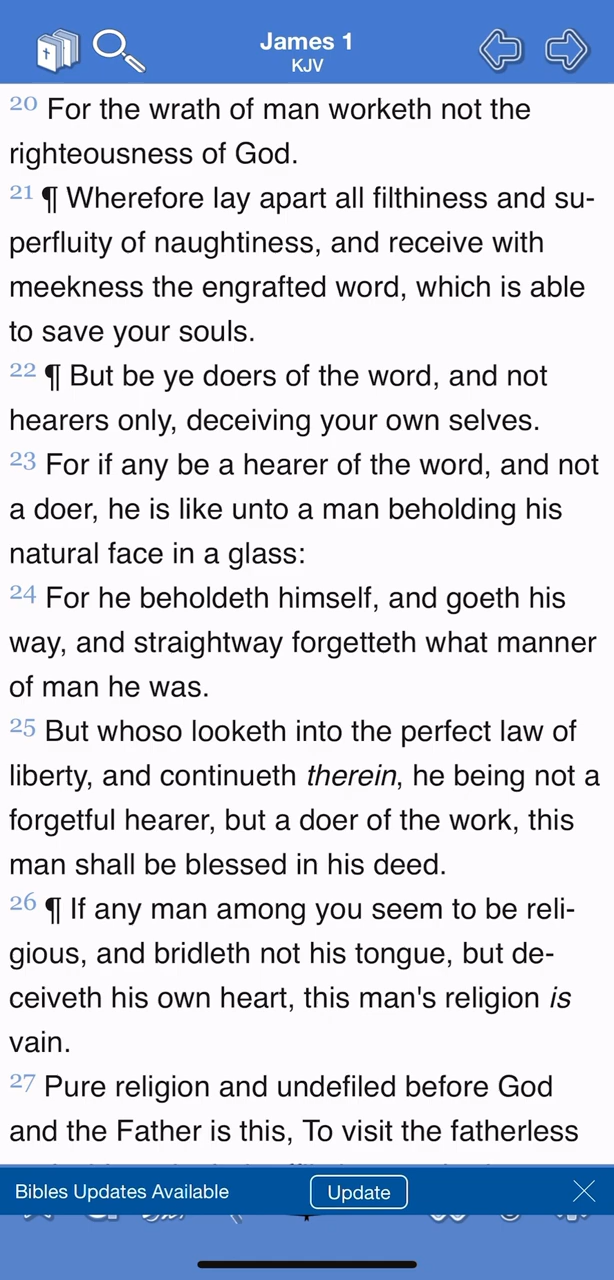 James 1
KJV
20 For the wrath of man worketh not the
righteousness of God.
21 ¶ Wherefore lay apart all filthiness and su-
perfluity of naughtiness, and receive with
meekness the engrafted word, which is able
to save your souls.
22 ¶ But be ye doers of the word, and not
hearers only, deceiving your own selves.
23 For if any be a hearer of the word, and not
a doer, he is like unto a man beholding his
natural face in a glass:
24 For he beholdeth himself, and goeth his
way, and straightway forgetteth what manner
of man he was.
25 But whoso looketh into the perfect law of
liberty, and continueth therein, he being not a
forgetful hearer, but a doer of the work, this
man shall be blessed in his deed.
26 ¶ If any man among you seem to be reli-
gious, and bridleth not his tongue, but de-
ceiveth his own heart, this man's religion is
vain.
27 Pure religion and undefiled before God
and the Father is this, To visit the fatherless
Bibles Updates Available
Update